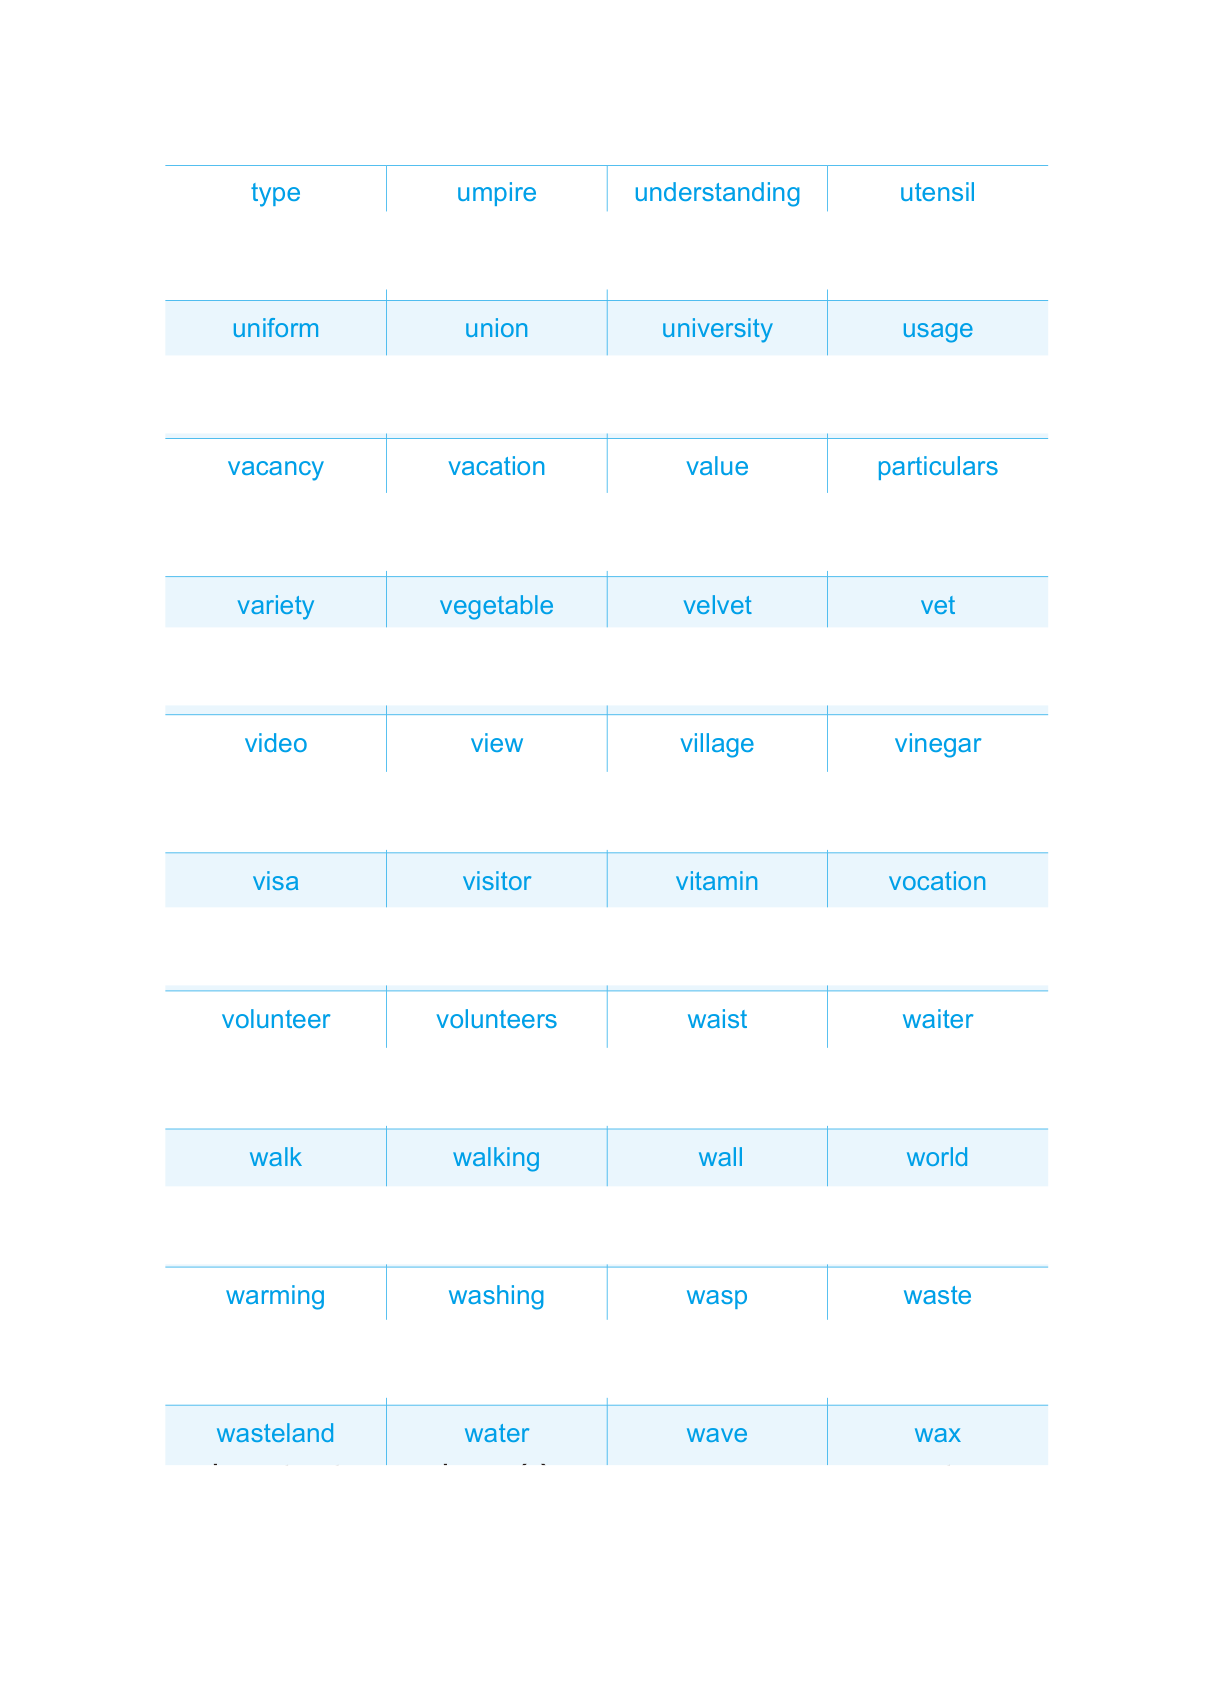 type umpire understanding utensil
uniform union university usage
vacancy vacation value particulars
variety vegetable velvet vet
video view village vinegar
visa visitor vitamin vocation
volunteer volunteers waist waiter
walk walking wall world
warming washing wasp waste
wasteland water wave wax